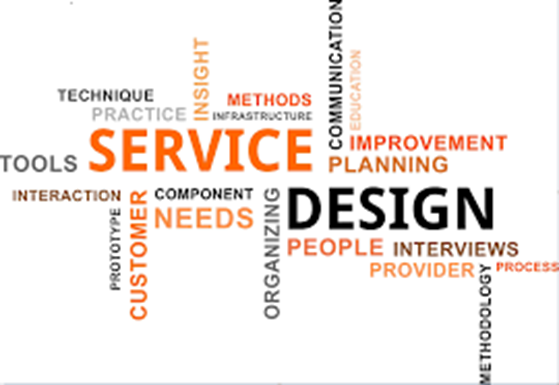 COMMUNICATION
INSIGHT
EDUCATION
TECHNIQUE
METHODS
PRACTICE
INFRASTRUCTURE
SERVICE
IMPROVEMENT
TOOLS
PLANNING
INTERACTION
COMPONENT
DESIGN
CUSTOMER
PROTOTYPE
NEEDS
ORGANIZING
PEOPLE
INTERVIEWS
PROVIDER
PROCESS
METHODOLOGY